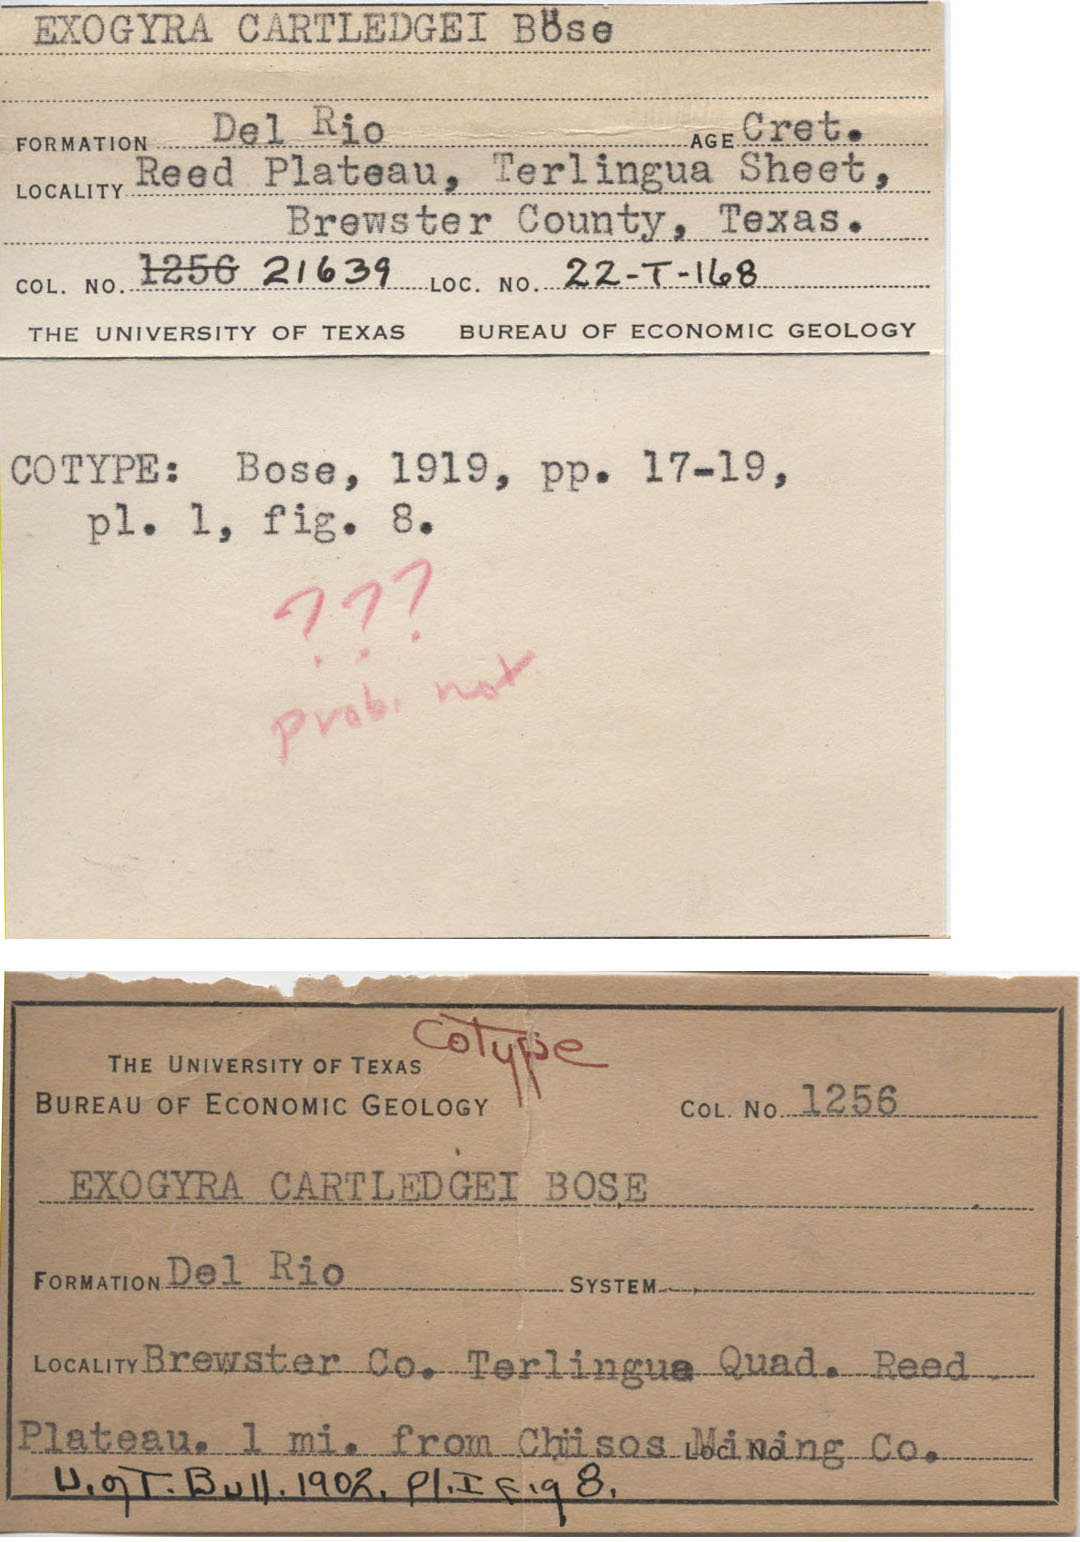 EXOGYRA CARTLEDGEI Böse
FORMATION Del Rio AGE Cret.
LOCALITY Reed Plateau, Terlingua Sheet,
Brewster County, Texas.
COL. NO. 1256 21639 LOC. NO. 22-T-168
THE UNIVERSITY OF TEXAS BUREAU OF ECONOMIC GEOLOGY
COTYPE: Bose, 1919, pp. 17-19,
pl. 1, fig. 8.
???
prob. not
Cotype
THE UNIVERSITY OF TEXAS
BUREAU OF ECONOMIC GEOLOGY COL. NO. 1256
EXOGYRA CARTLEDGEI BOSE
FORMATION Del Rio SYSTEM
LOCALITY Brewster Co. Terlingua Quad. Reed
Plateau. 1 mi. from Chisos Mining Co. LOC. NO.
U. of T. Bull. 1902, Pl. I fig 8.